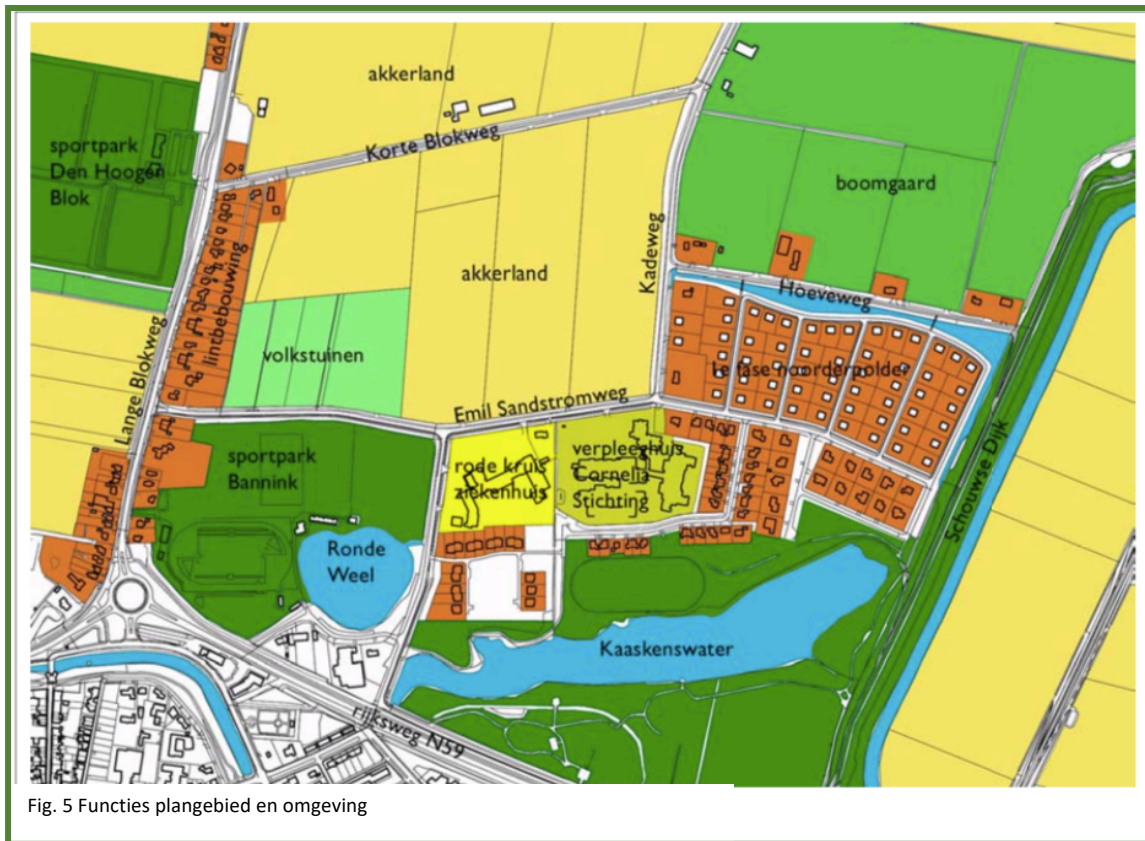 akkerland
sportpark
Den Hoogen
Blok
Korte Blokweg
boomgaard
akkerland
Kadeweg
Hoeveweg
lintbebouwing
Lange Blokweg
volkstuinen
1e fase noorderpolder
Emil Sandstromweg
sportpark
Bannink
rode kruis
ziekenhuis
verpleeghuis
Cornelia
Stichting
Schouwse Dijk
Ronde
Weel
Kaaskenswater
rijksweg N59
Fig. 5 Functies plangebied en omgeving